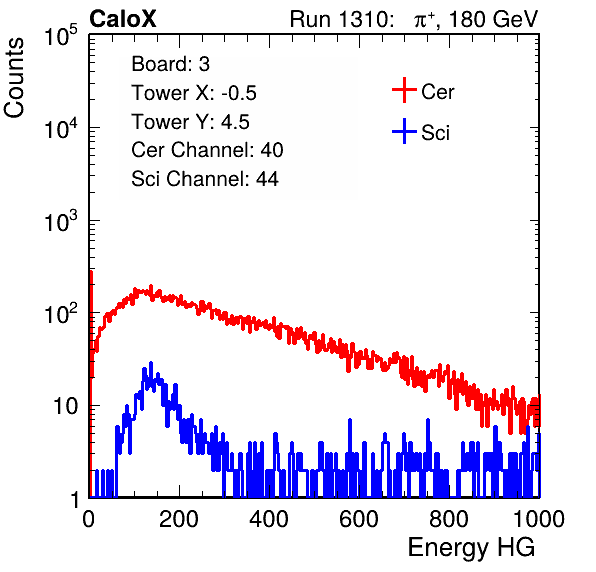 CaloX Run 1310: π⁺, 180 GeV
Counts
10⁵
10⁴
10³
10²
10
1
Board: 3
Tower X: -0.5
Tower Y: 4.5
Cer Channel: 40
Sci Channel: 44
Cer
Sci
0 200 400 600 800 1000
Energy HG